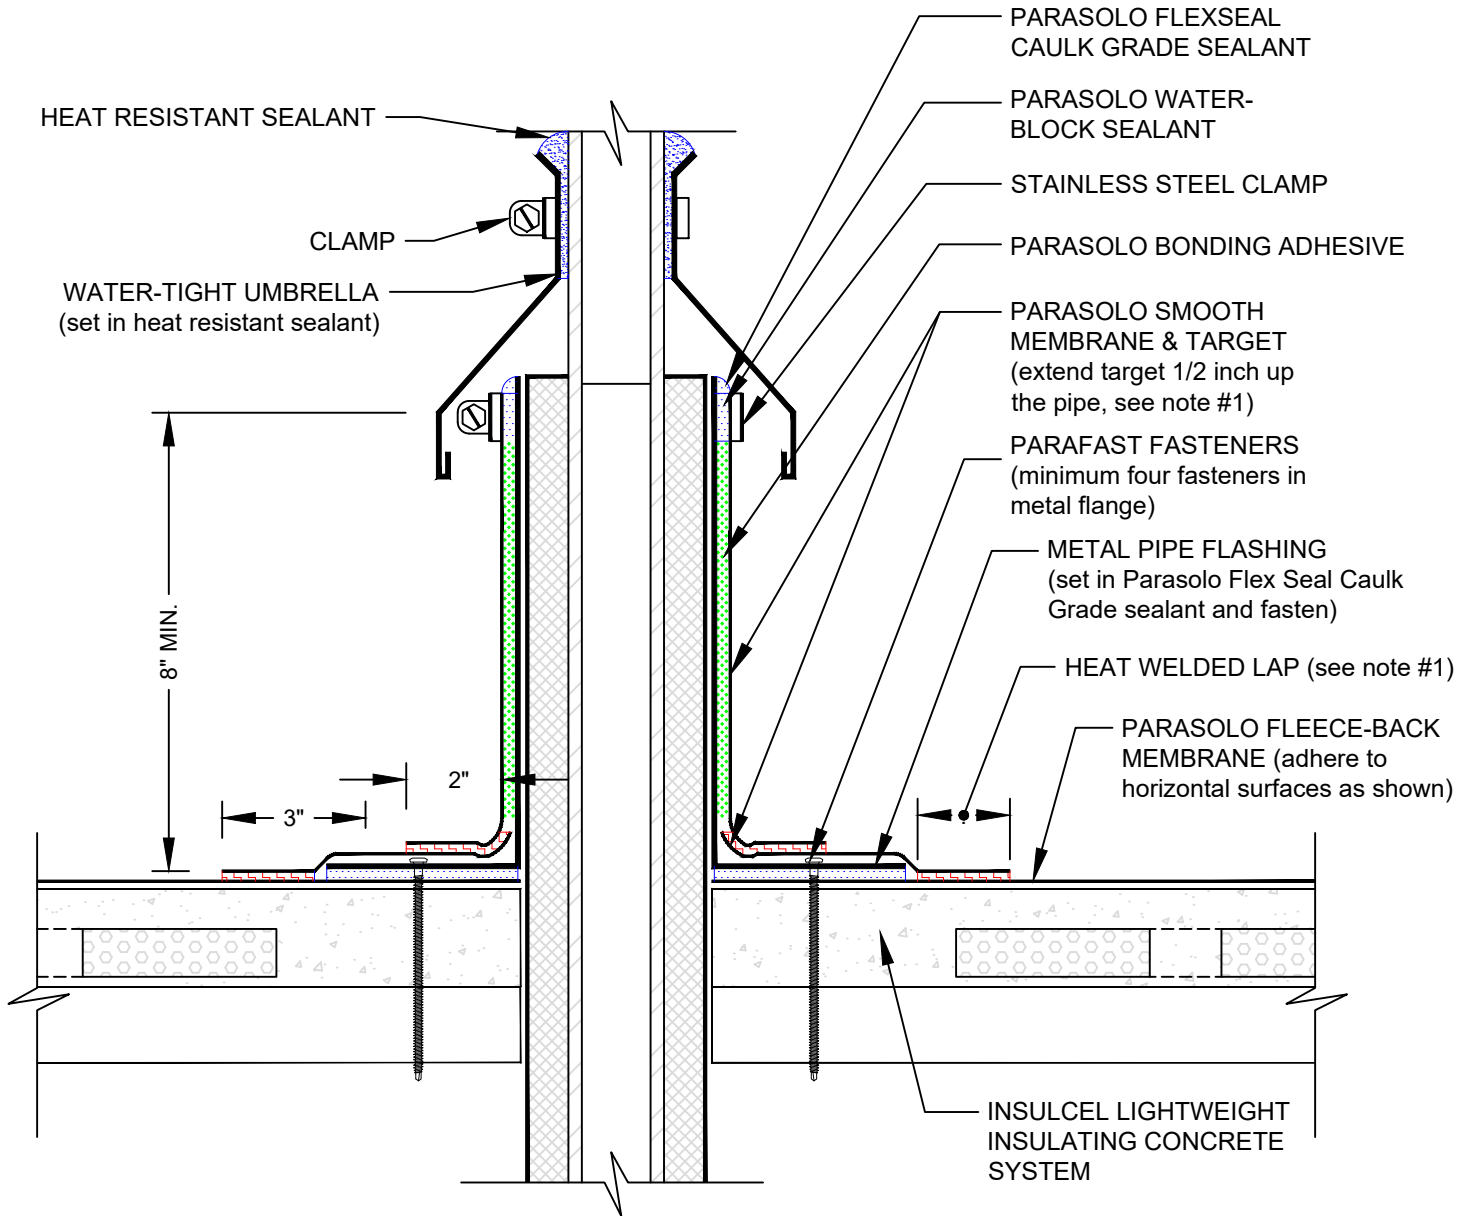 HEAT RESISTANT SEALANT
CLAMP
WATER-TIGHT UMBRELLA
(set in heat resistant sealant)
8" MIN.
2"
3"
PARASOLO FLEXSEAL
CAULK GRADE SEALANT
PARASOLO WATER-
BLOCK SEALANT
STAINLESS STEEL CLAMP
PARASOLO BONDING ADHESIVE
PARASOLO SMOOTH
MEMBRANE & TARGET
(extend target 1/2 inch up
the pipe, see note #1)
PARAFAST FASTENERS
(minimum four fasteners in
metal flange)
METAL PIPE FLASHING
(set in Parasolo Flex Seal Caulk
Grade sealant and fasten)
HEAT WELDED LAP (see note #1)
PARASOLO FLEECE-BACK
MEMBRANE (adhere to
horizontal surfaces as shown)
INSULCEL LIGHTWEIGHT
INSULATING CONCRETE
SYSTEM